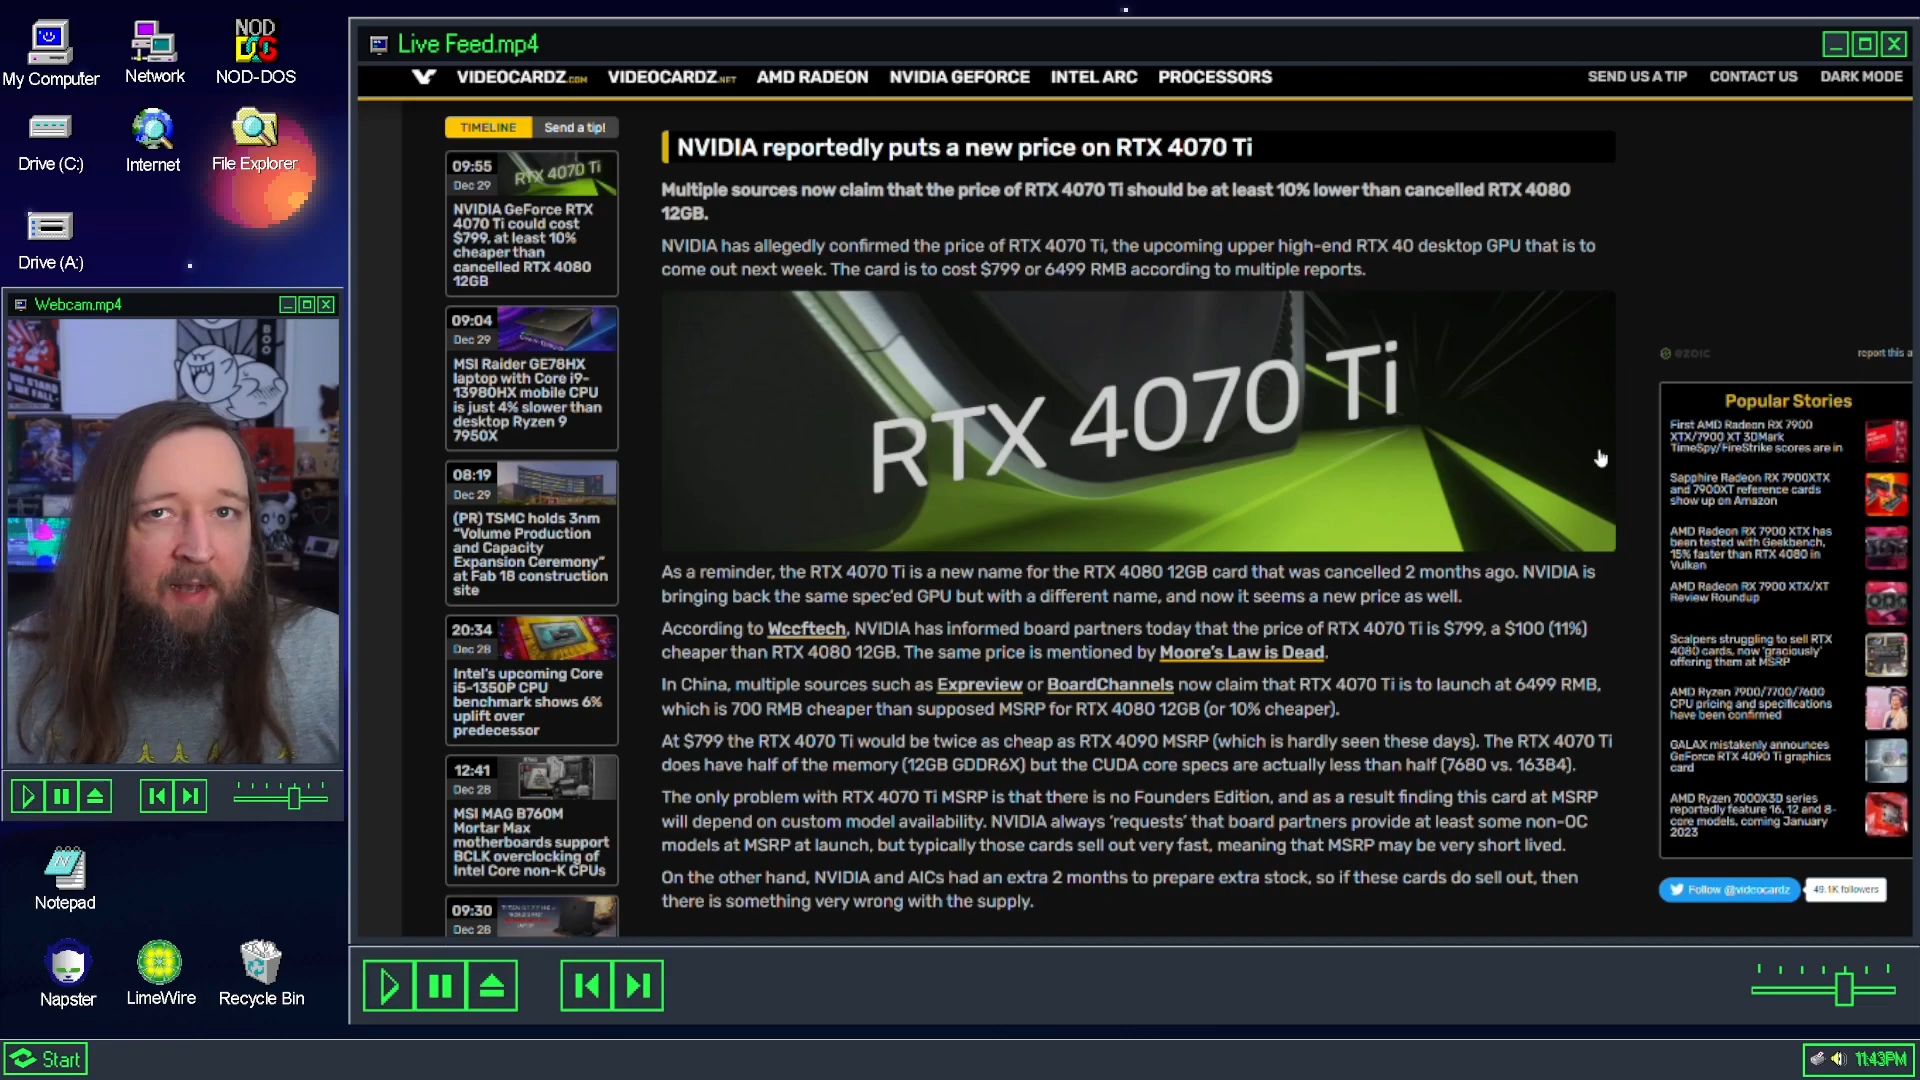 My Computer
Network
NOD
DOS
NOD-DOS
Drive (C:)
Internet
File Explorer
Drive (A:)
Webcam.mp4
BOO
Notepad
Napster
LimeWire
Recycle Bin
Start
Live Feed.mp4
VIDEOCARDZ.COM VIDEOCARDZ.NET AMD RADEON NVIDIA GEFORCE INTEL ARC PROCESSORS
SEND US A TIP CONTACT US DARK MODE
TIMELINE Send a tip!
09:55
Dec 29
RTX 4070 Ti
NVIDIA GeForce RTX
4070 Ti could cost
$799, at least 10%
cheaper than
cancelled RTX 4080
12GB
09:04
Dec 29
MSI Raider GE78HX
laptop with Core i9-
13980HX mobile CPU
is just 4% slower than
desktop Ryzen 9
7950X
08:19
Dec 29
(PR) TSMC holds 3nm
“Volume Production
and Capacity
Expansion Ceremony”
at Fab 18 construction
site
20:34
Dec 28
Intel's upcoming Core
i5-1350P CPU
benchmark shows 6%
uplift over
predecessor
12:41
Dec 28
MSI MAG B760M
Mortar Max
motherboards support
BCLK overclocking of
Intel Core non-K CPUs
09:30
Dec 28
NVIDIA reportedly puts a new price on RTX 4070 Ti
Multiple sources now claim that the price of RTX 4070 Ti should be at least 10% lower than cancelled RTX 4080
12GB.
NVIDIA has allegedly confirmed the price of RTX 4070 Ti, the upcoming upper high-end RTX 40 desktop GPU that is to
come out next week. The card is to cost $799 or 6499 RMB according to multiple reports.
RTX 4070 Ti
As a reminder, the RTX 4070 Ti is a new name for the RTX 4080 12GB card that was cancelled 2 months ago. NVIDIA is
bringing back the same spec'ed GPU but with a different name, and now it seems a new price as well.
According to Wccftech, NVIDIA has informed board partners today that the price of RTX 4070 Ti is $799, a $100 (11%)
cheaper than RTX 4080 12GB. The same price is mentioned by Moore's Law is Dead.
In China, multiple sources such as Expreview or BoardChannels now claim that RTX 4070 Ti is to launch at 6499 RMB,
which is 700 RMB cheaper than supposed MSRP for RTX 4080 12GB (or 10% cheaper).
At $799 the RTX 4070 Ti would be twice as cheap as RTX 4090 MSRP (which is hardly seen these days). The RTX 4070 Ti
does have half of the memory (12GB GDDR6X) but the CUDA core specs are actually less than half (7680 vs. 16384).
The only problem with RTX 4070 Ti MSRP is that there is no Founders Edition, and as a result finding this card at MSRP
will depend on custom model availability. NVIDIA always 'requests' that board partners provide at least some non-OC
models at MSRP at launch, but typically those cards sell out very fast, meaning that MSRP may be very short lived.
On the other hand, NVIDIA and AICs had an extra 2 months to prepare extra stock, so if these cards do sell out, then
there is something very wrong with the supply.
EZOIC
report this a
Popular Stories
First AMD Radeon RX 7900
XTX/7900 XT 3DMark
TimeSpy/FireStrike scores are in
Sapphire Radeon RX 7900XTX
and 7900XT reference cards
show up on Amazon
AMD Radeon RX 7900 XTX has
been tested with Geekbench,
15% faster than RTX 4080 in
Vulkan
AMD Radeon RX 7900 XTX/XT
Review Roundup
Scalpers struggling to sell RTX
4080 cards, now 'graciously'
offering them at MSRP
AMD Ryzen 7900/7700/7600
CPU pricing and specifications
have been confirmed
GALAX mistakenly announces
GeForce RTX 4090 Ti graphics
card
AMD Ryzen 7000X3D series
reportedly feature 16, 12 and 8-
core models, coming January
2023
Follow @videocardz
49.1K followers
11:43PM